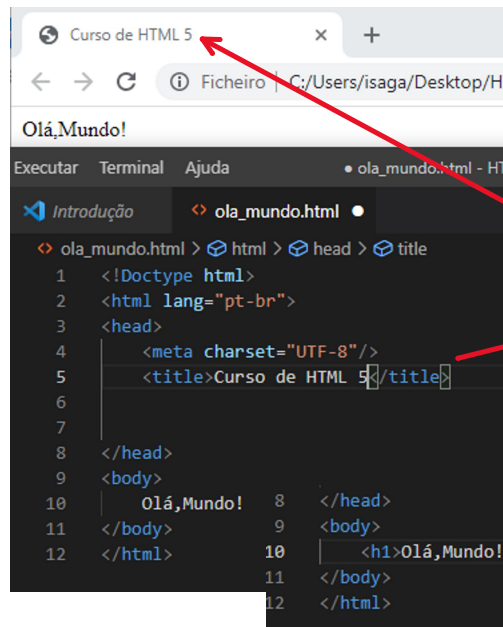 Curso de HTML 5
Ficheiro | C:/Users/isaga/Desktop/H
Olá,Mundo!
Executar Terminal Ajuda ● ola_mundo.html - HT
Introdução ola_mundo.html ●
ola_mundo.html > html > head > title
1 <!Doctype html>
2 <html lang="pt-br">
3 <head>
4 <meta charset="UTF-8"/>
5 <title>Curso de HTML 5</title>
6
7
8 </head>
9 <body>
10 Olá,Mundo!
11 </body>
12 </html>
8 </head>
9 <body>
10 <h1>Olá,Mundo!
11 </body>
12 </html>